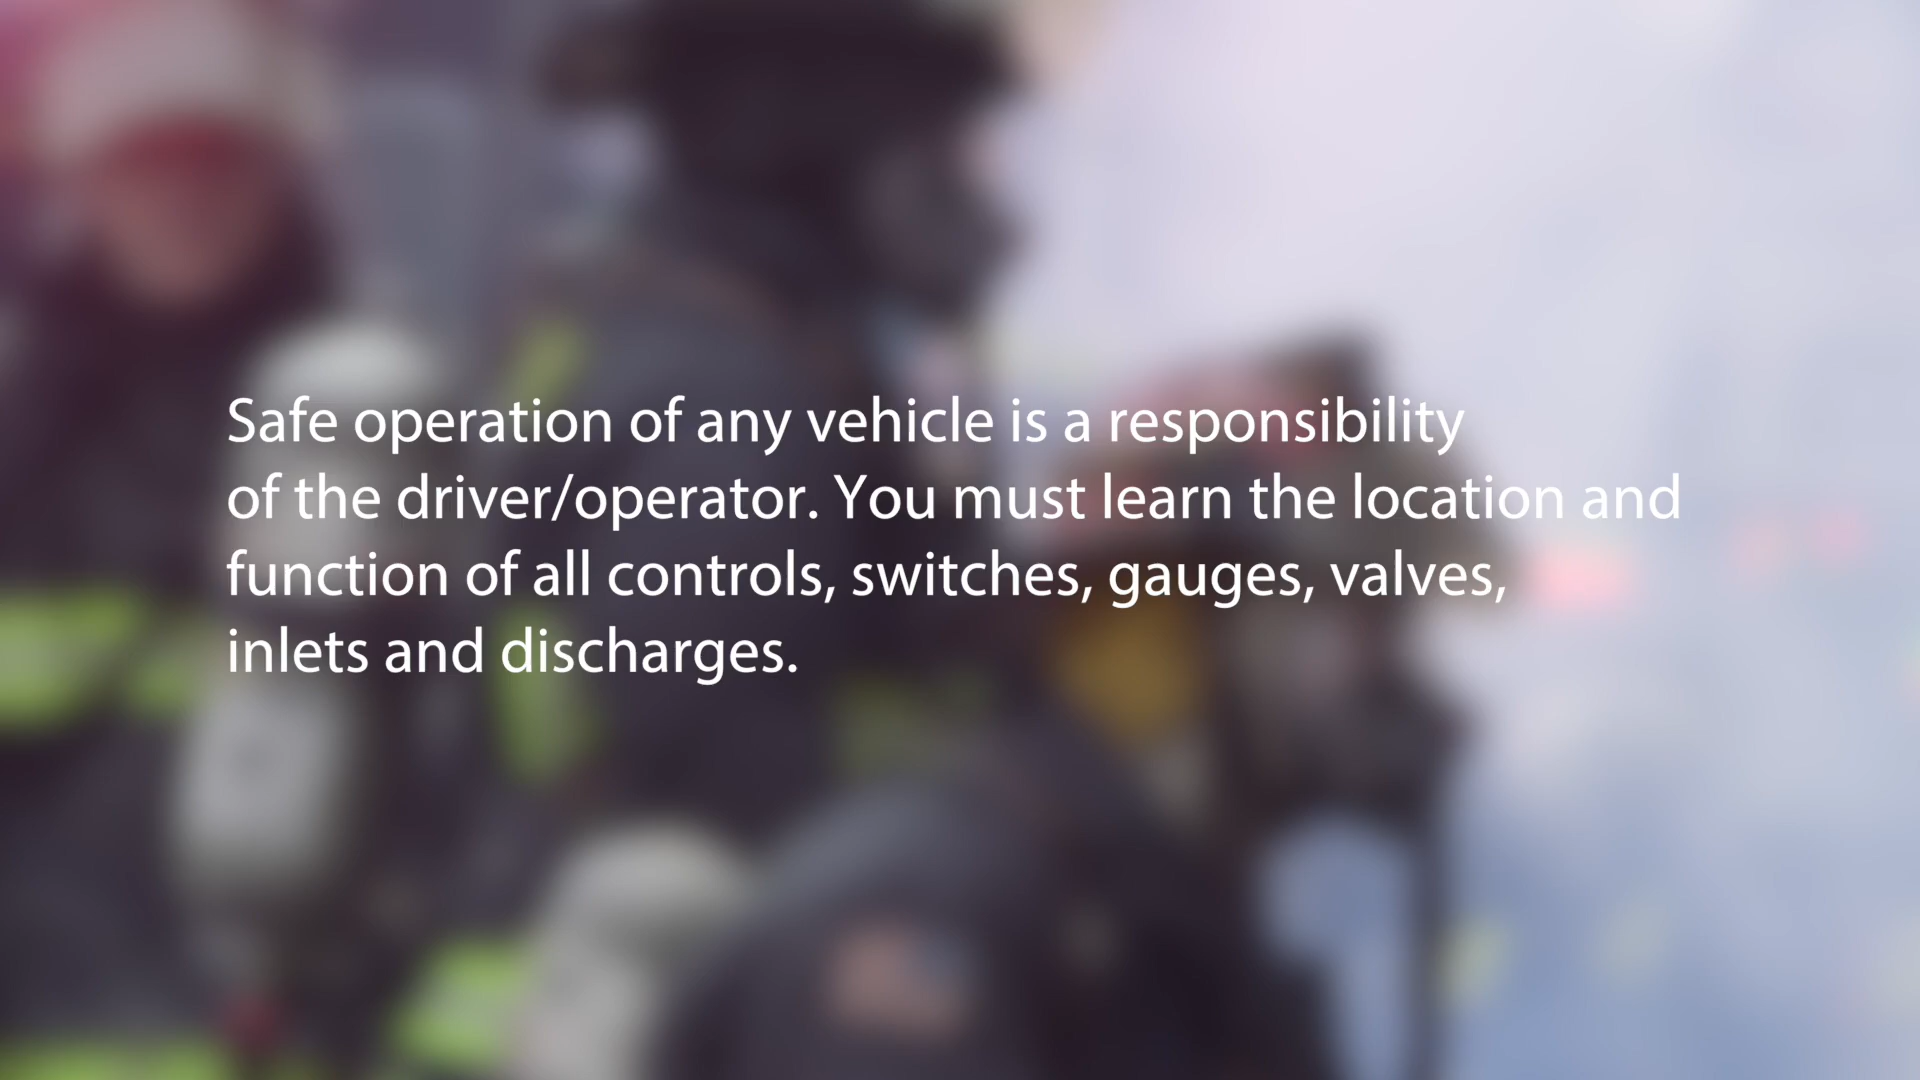 Safe operation of any vehicle is a responsibility
of the driver/operator. You must learn the location and
function of all controls, switches, gauges, valves,
inlets and discharges.